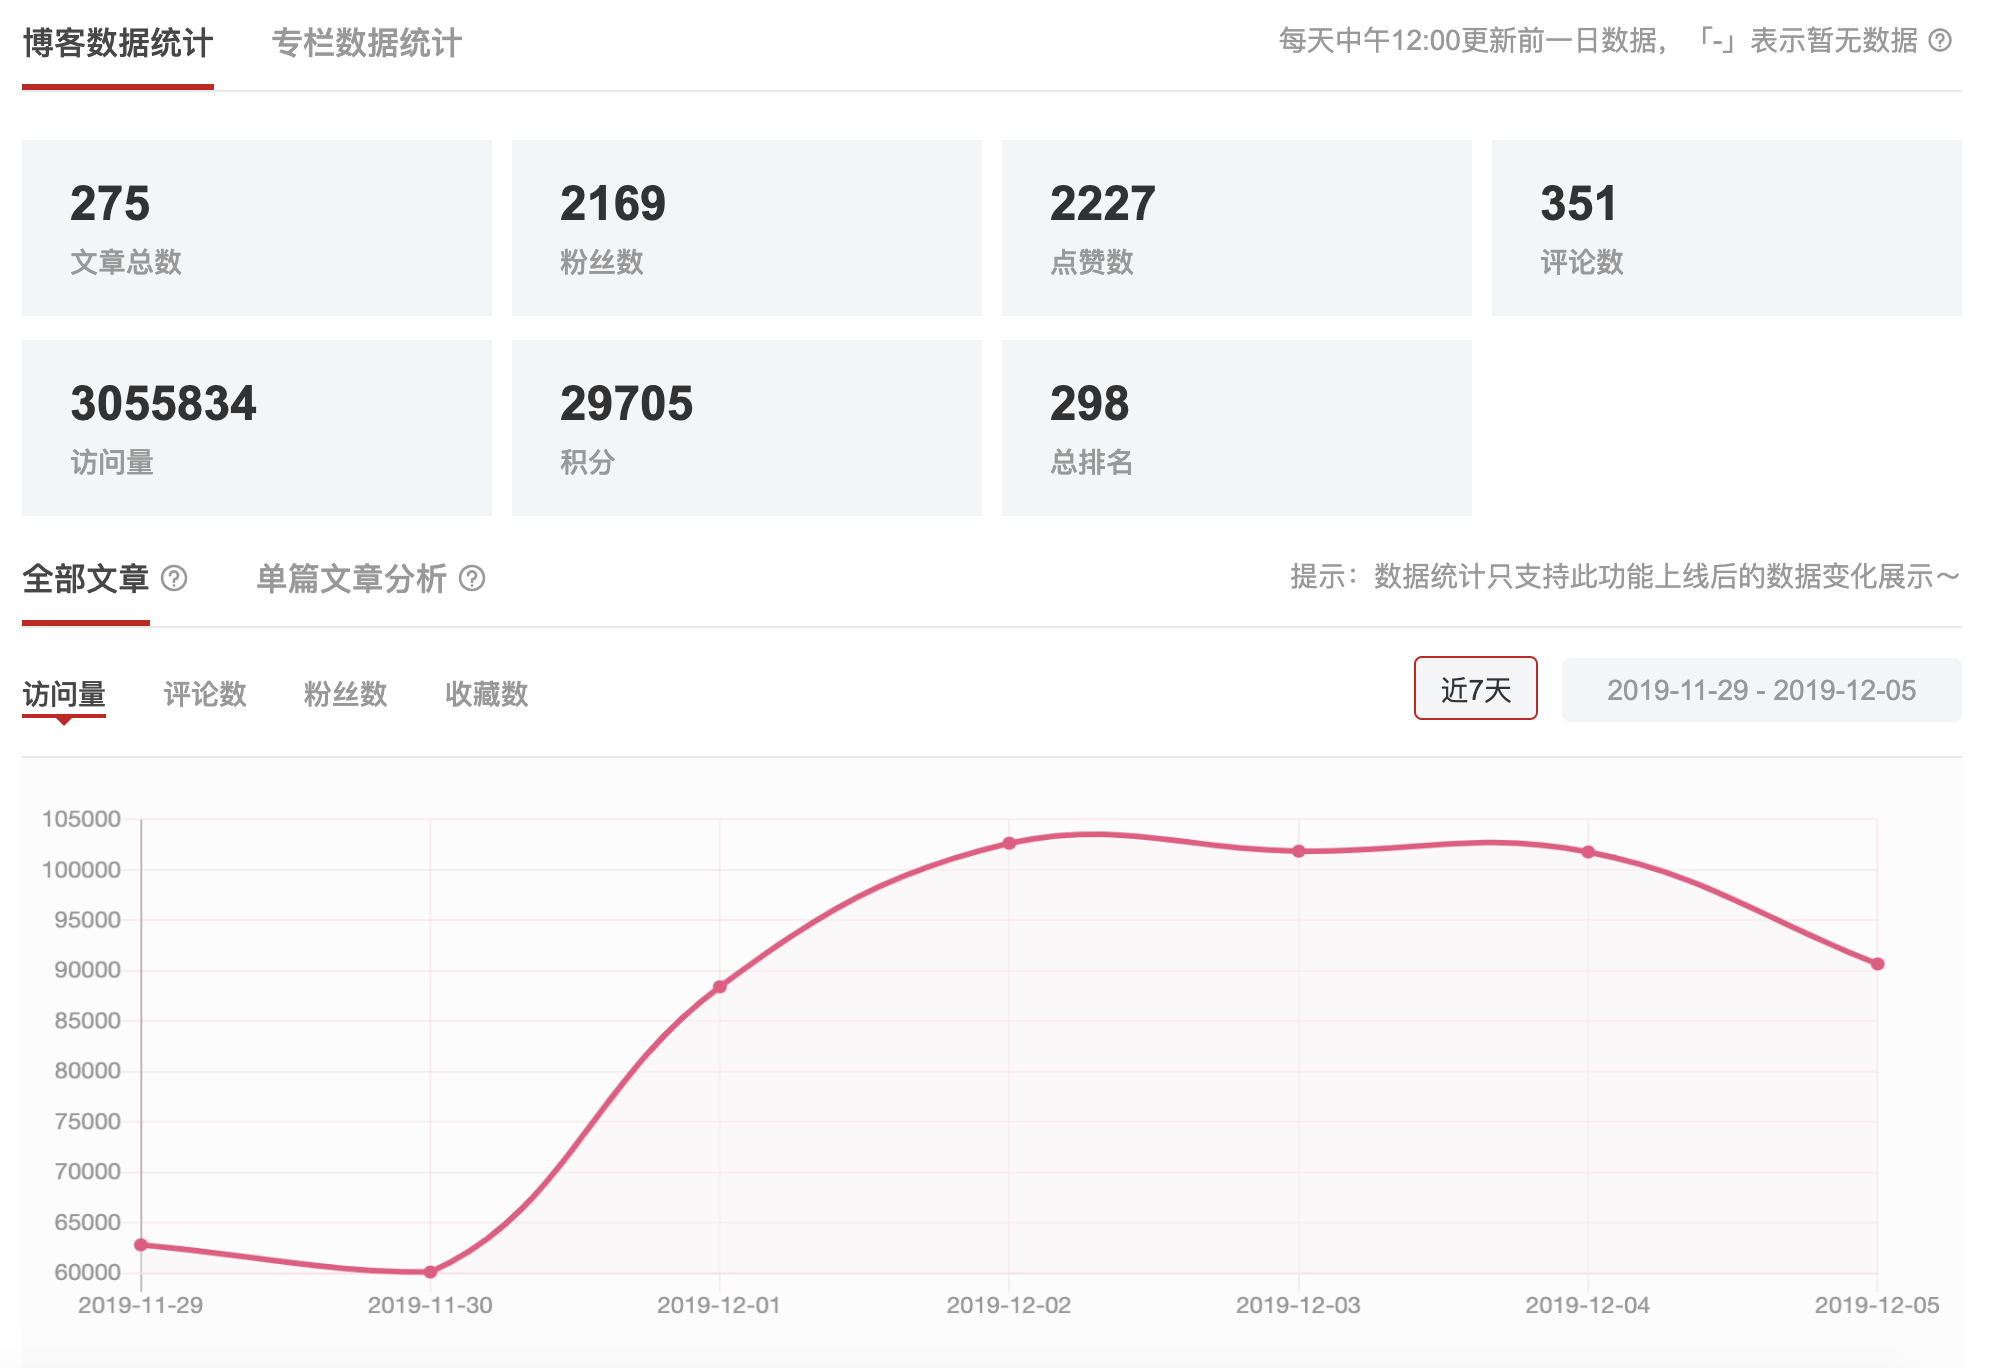 博客数据统计 专栏数据统计 每天中午12:00更新前一日数据，「-」表示暂无数据 ?
275 2169 2227 351
文章总数 粉丝数 点赞数 评论数
3055834 29705 298
访问量 积分 总排名
全部文章 ? 单篇文章分析 ? 提示：数据统计只支持此功能上线后的数据变化展示～
访问量 评论数 粉丝数 收藏数 近7天 2019-11-29 - 2019-12-05
105000
100000
95000
90000
85000
80000
75000
70000
65000
60000
2019-11-29 2019-11-30 2019-12-01 2019-12-02 2019-12-03 2019-12-04 2019-12-05